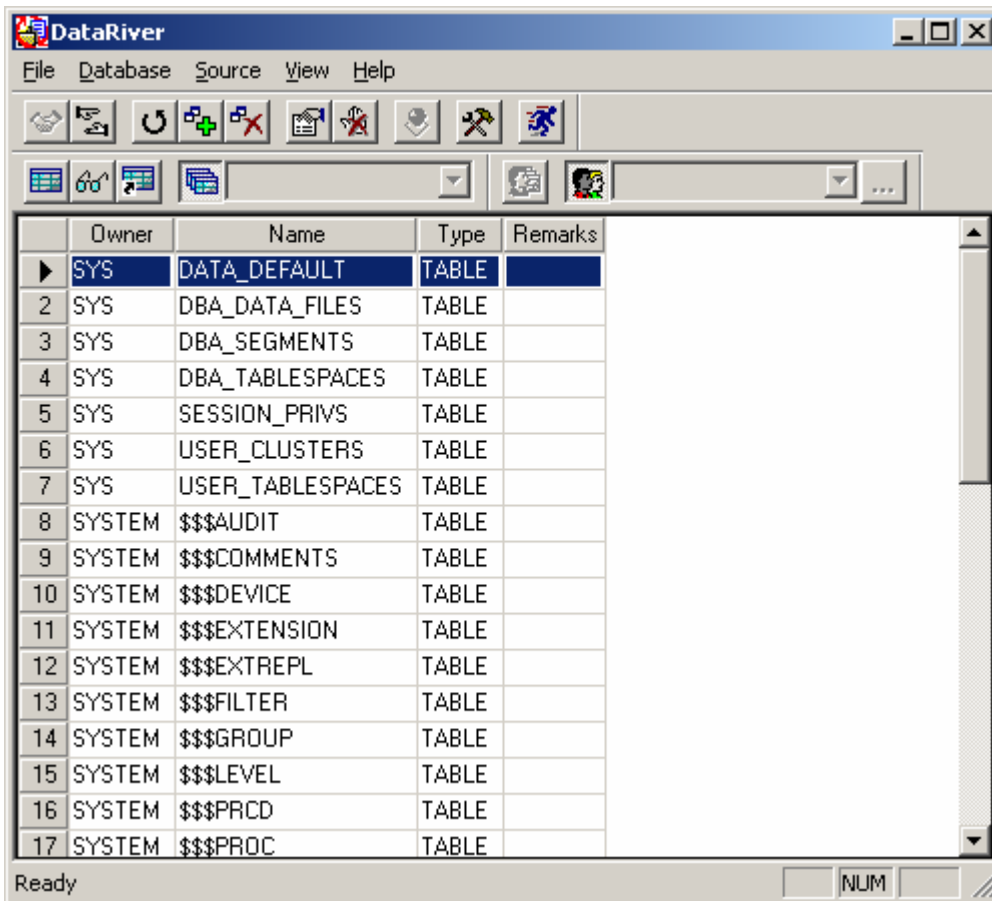 DataRiver
File Database Source View Help
...
Owner Name Type Remarks
SYS DATA_DEFAULT TABLE
2 SYS DBA_DATA_FILES TABLE
3 SYS DBA_SEGMENTS TABLE
4 SYS DBA_TABLESPACES TABLE
5 SYS SESSION_PRIVS TABLE
6 SYS USER_CLUSTERS TABLE
7 SYS USER_TABLESPACES TABLE
8 SYSTEM $$$AUDIT TABLE
9 SYSTEM $$$COMMENTS TABLE
10 SYSTEM $$$DEVICE TABLE
11 SYSTEM $$$EXTENSION TABLE
12 SYSTEM $$$EXTREPL TABLE
13 SYSTEM $$$FILTER TABLE
14 SYSTEM $$$GROUP TABLE
15 SYSTEM $$$LEVEL TABLE
16 SYSTEM $$$PRCD TABLE
17 SYSTEM $$$PROC TABLE
Ready NUM